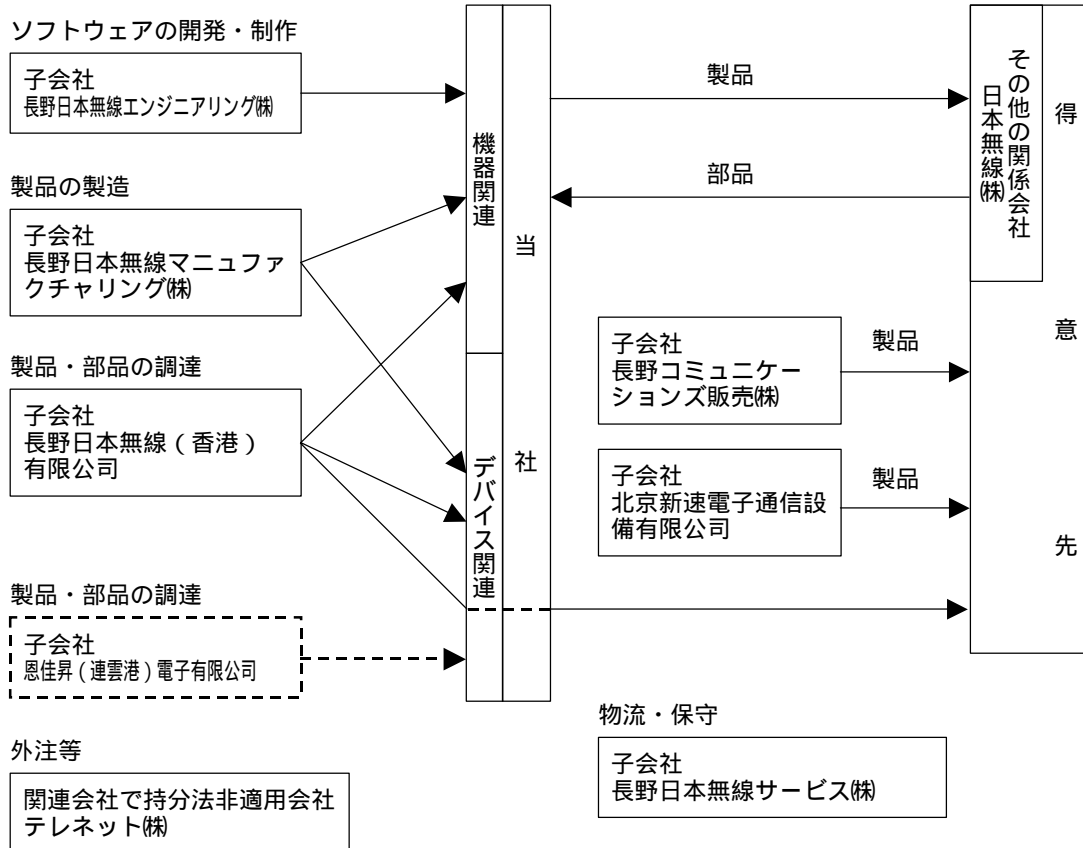 ソフトウェアの開発・制作
子会社
長野日本無線エンジニアリング㈱
製品の製造
子会社
長野日本無線マニュファ
クチャリング㈱
製品・部品の調達
子会社
長野日本無線（香港）
有限公司
製品・部品の調達
子会社
恩佳昇（連雲港）電子有限公司
外注等
関連会社で持分法非適用会社
テレネット㈱
機器関連
デバイス関連
当社
製品
部品
子会社
長野コミュニケー
ションズ販売㈱
製品
子会社
北京新速電子通信設
備有限公司
製品
物流・保守
子会社
長野日本無線サービス㈱
その他の関係会社
日本無線㈱
得意先